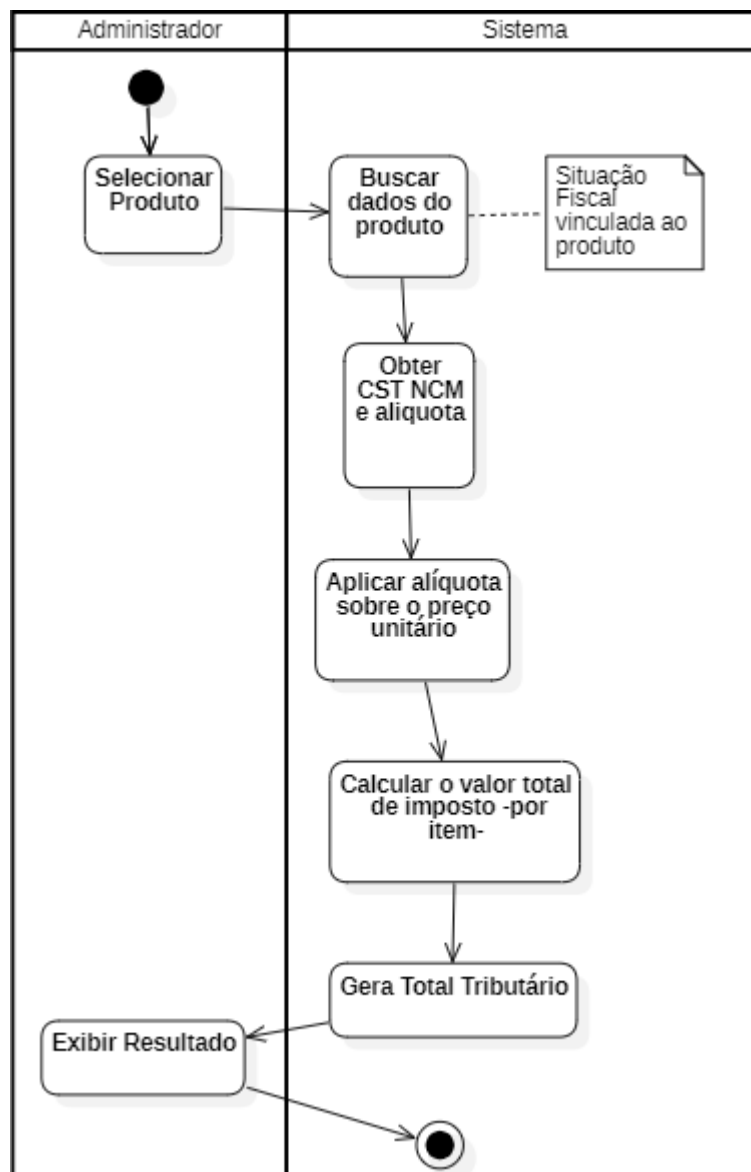 Administrador
Sistema
Selecionar
Produto
Buscar
dados do
produto
Situação
Fiscal
vinculada ao
produto
Obter
CST NCM
e aliquota
Aplicar alíquota
sobre o preço
unitário
Calcular o valor total
de imposto -por
item-
Gera Total Tributário
Exibir Resultado